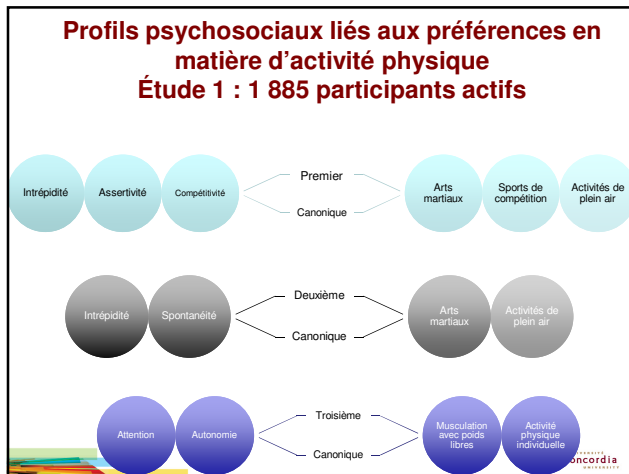 Profils psychosociaux liés aux préférences en
matière d'activité physique
Étude 1 : 1 885 participants actifs
Intrépidité
Assertivité
Compétitivité
Premier
Canonique
Arts
martiaux
Sports de
compétition
Activités de
plein air
Intrépidité
Spontanéité
Deuxième
Canonique
Arts
martiaux
Activités de
plein air
Attention
Autonomie
Troisième
Canonique
Musculation
avec poids
libres
Activité
physique
individuelle
oncordia
UNIVERSITY